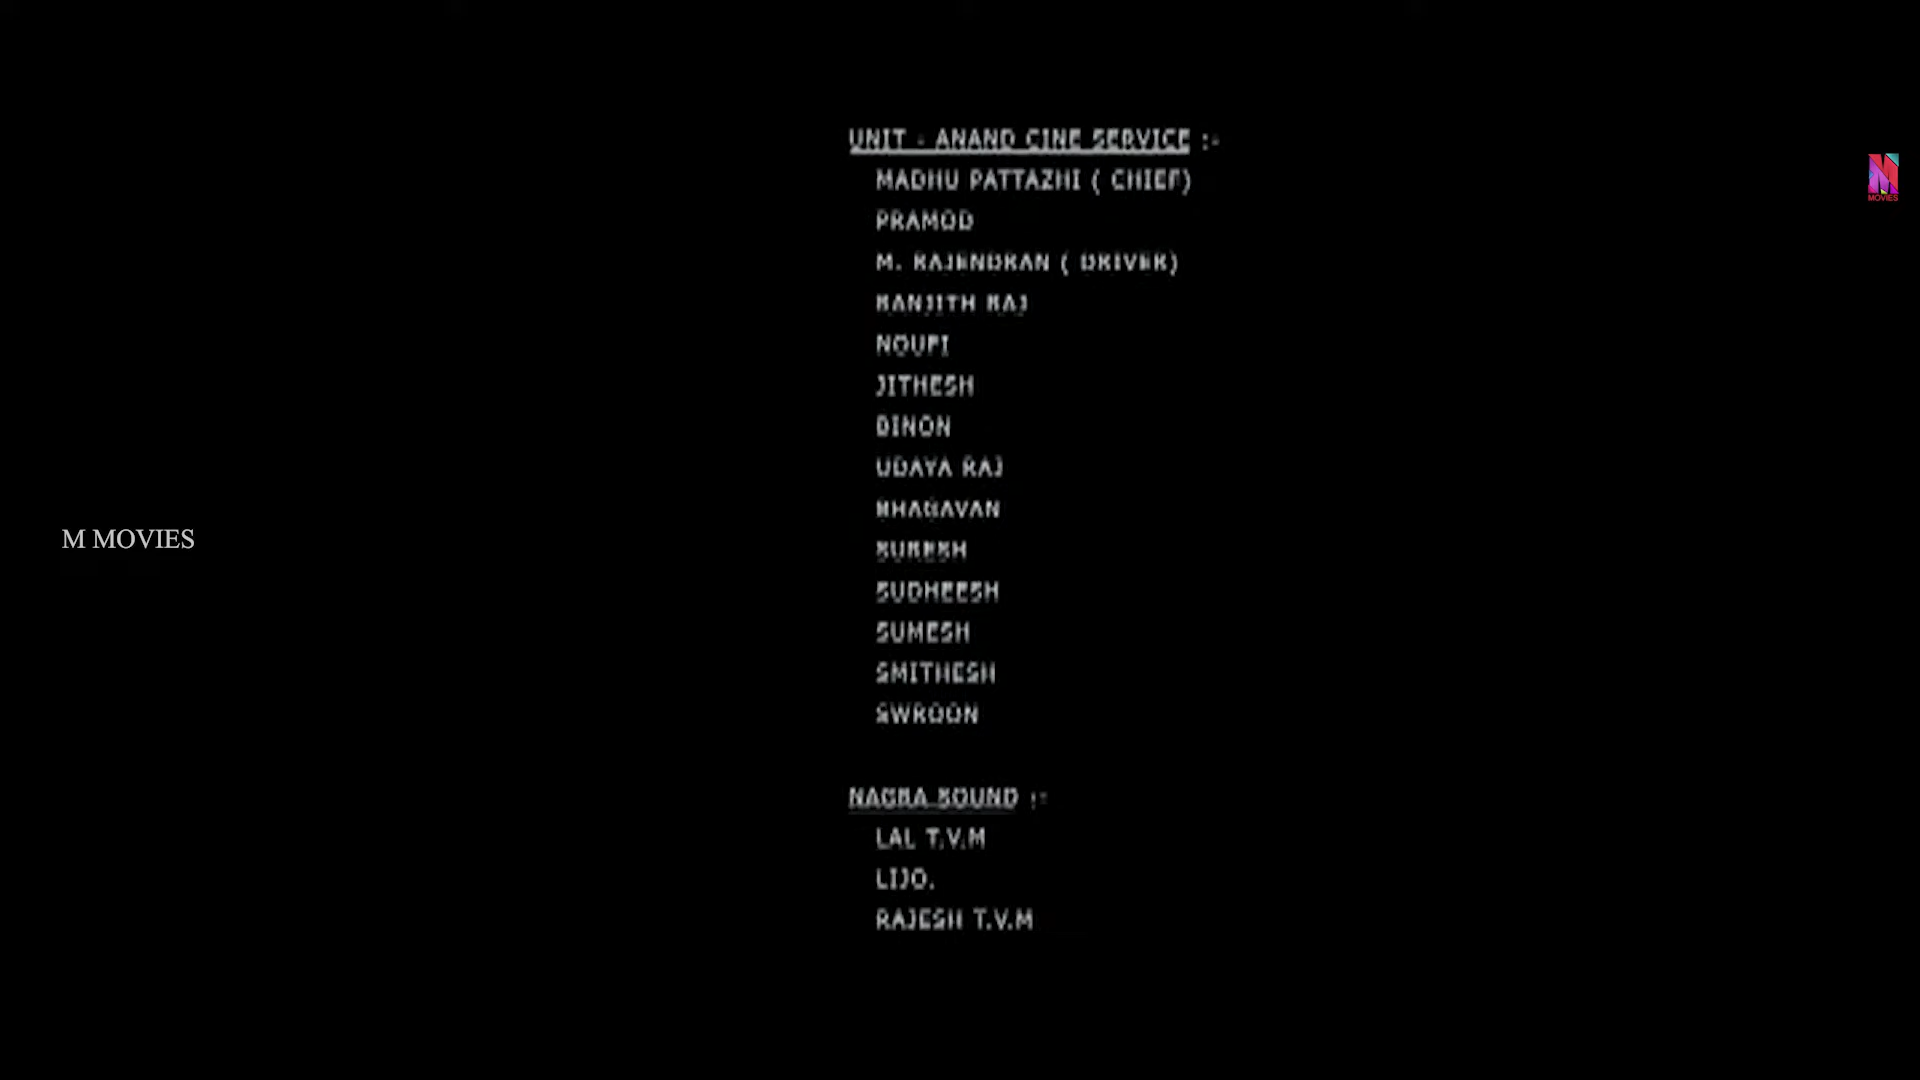 UNIT - ANAND CINE SERVICE :-
MADHU PATTAZHI ( CHIEF)
PRAMOD
M. RAJENDRAN ( DRIVER)
RANJITH RAJ
NOUFI
JITHESH
BINON
UDAYA RAJ
BHAGAVAN
SURESH
SUDHEESH
SUMESH
SMITHESH
SWROON
M MOVIES
NAGRA SOUND :-
LAL T.V.M
LIJO.
RAJESH T.V.M
MOVIES